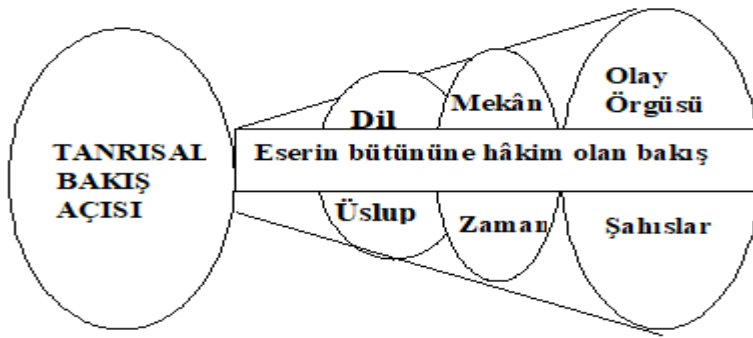 TANRISAL
BAKIŞ
AÇISI
Dil
Mekân
Olay
Örgüsü
Eserin bütününe hâkim olan bakış
Üslup
Zaman
Şahıslar